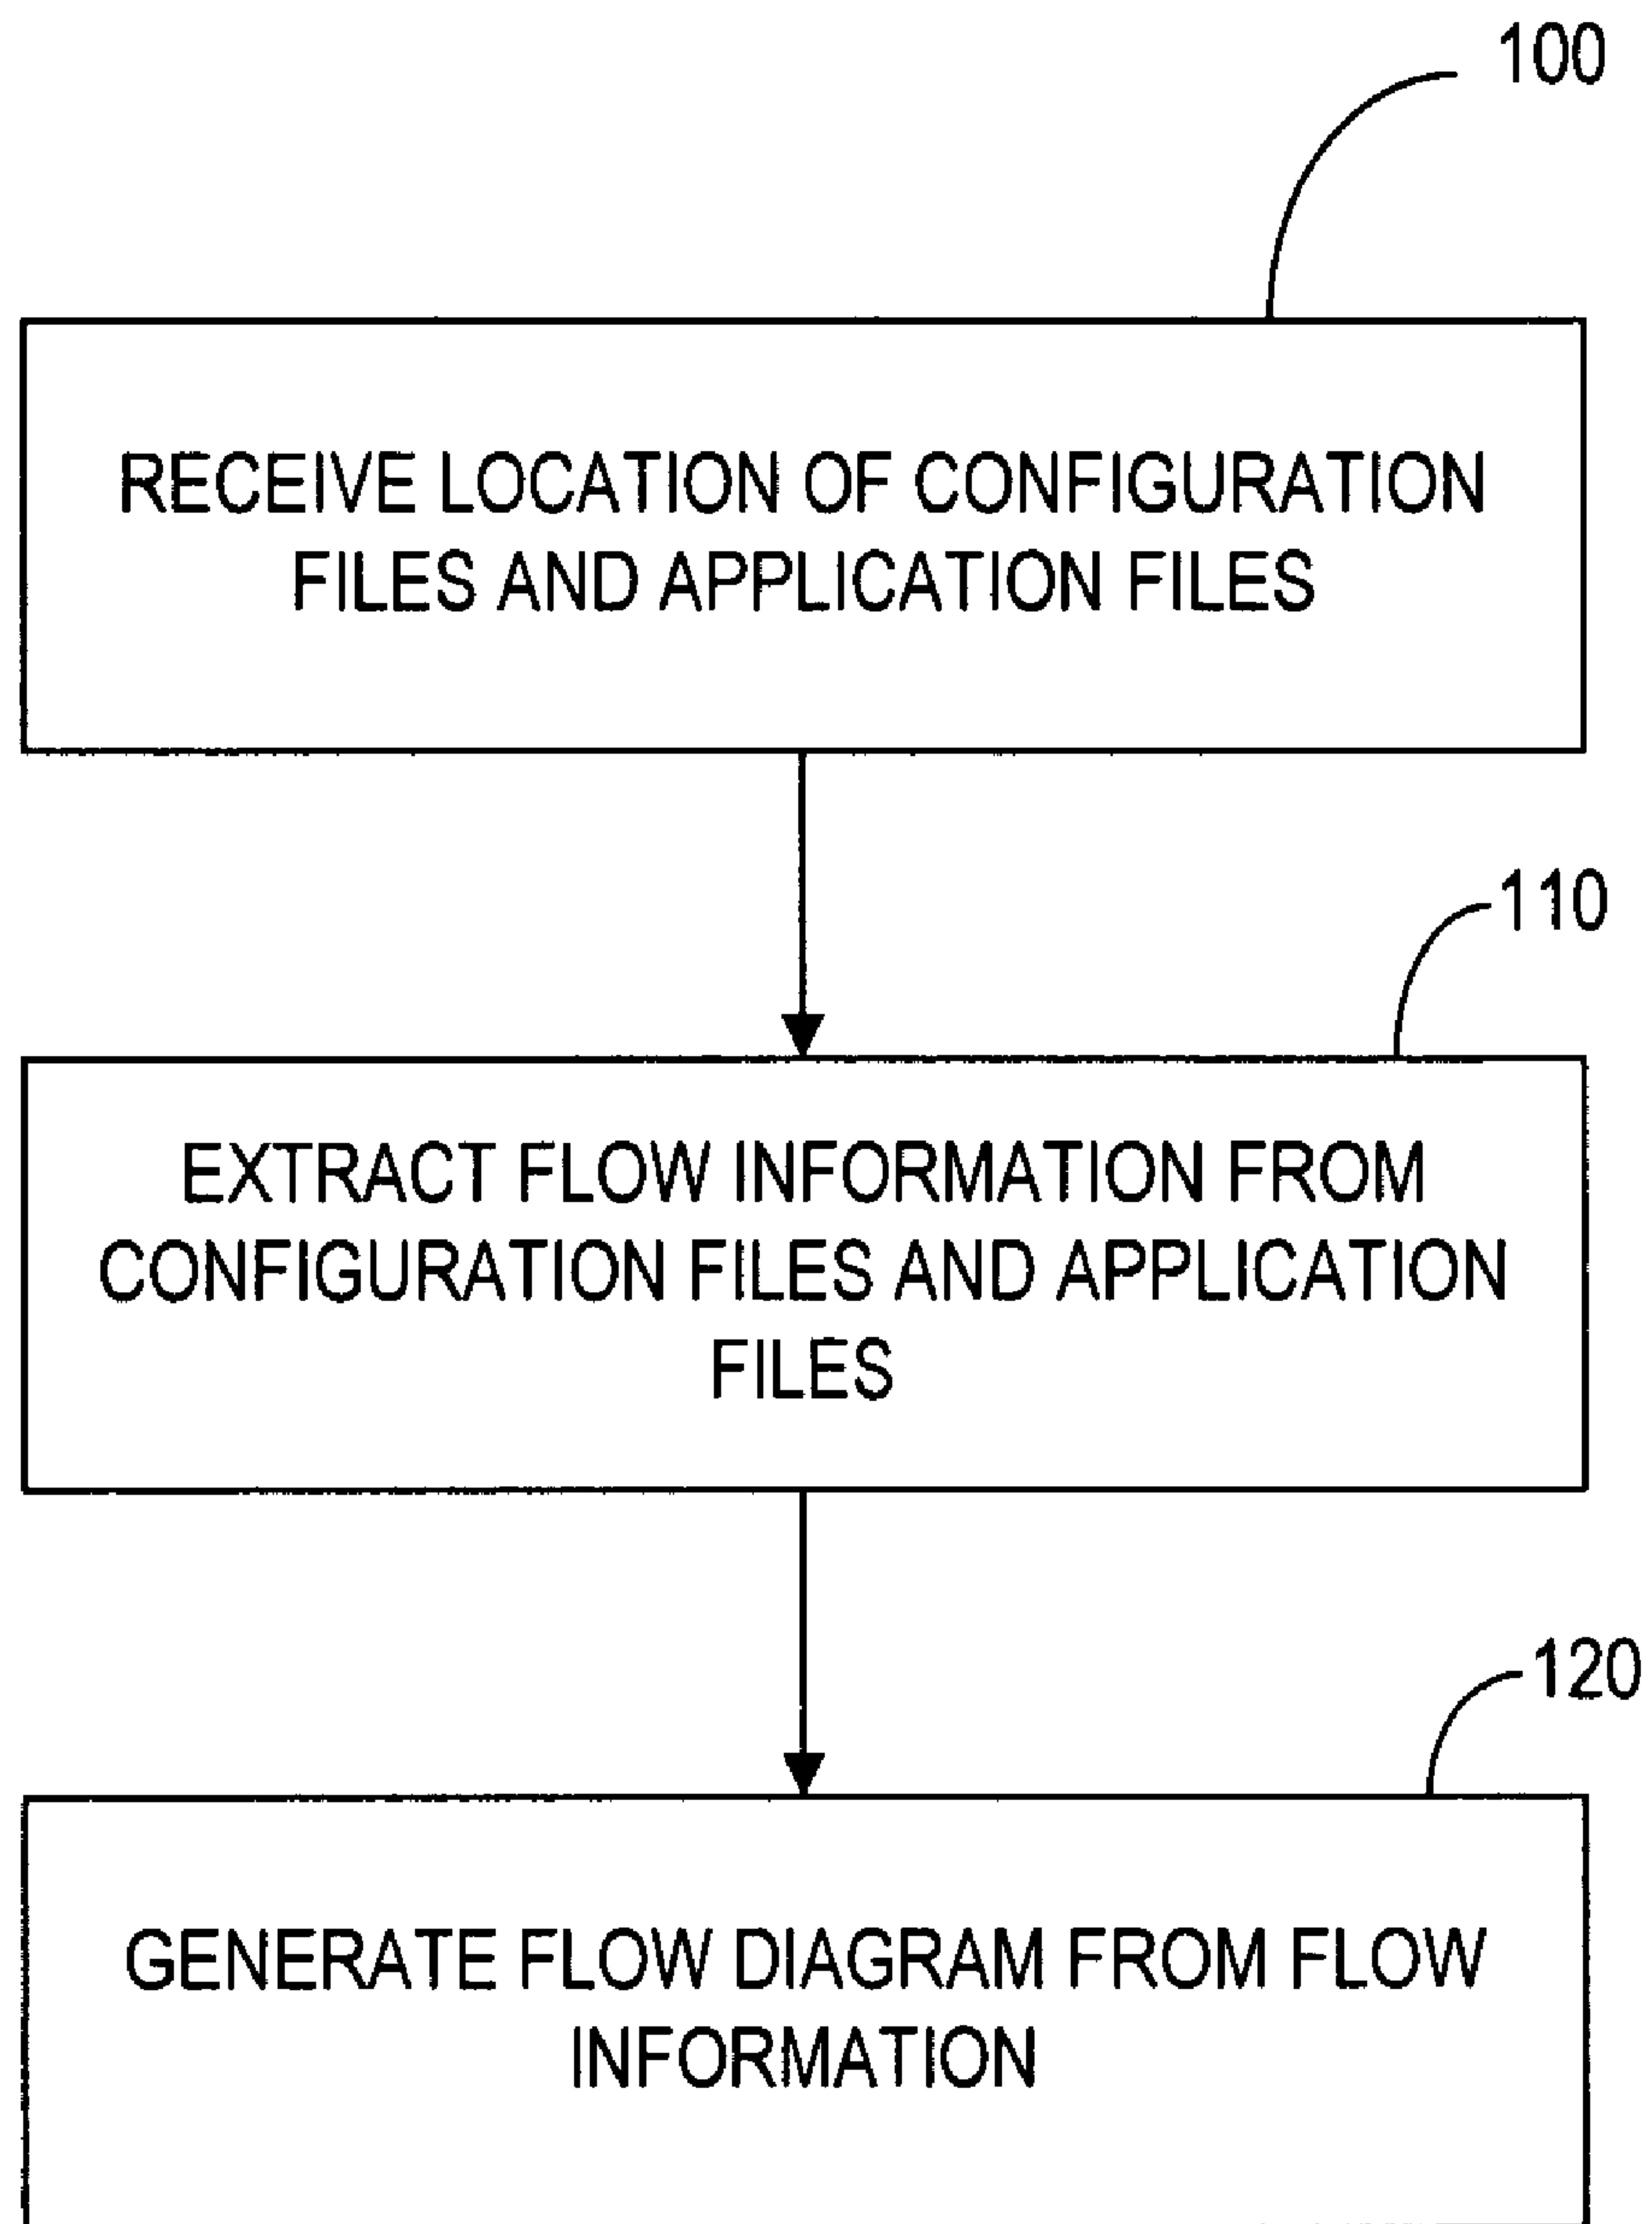 100
RECEIVE LOCATION OF CONFIGURATION
FILES AND APPLICATION FILES
110
EXTRACT FLOW INFORMATION FROM
CONFIGURATION FILES AND APPLICATION
FILES
120
GENERATE FLOW DIAGRAM FROM FLOW
INFORMATION